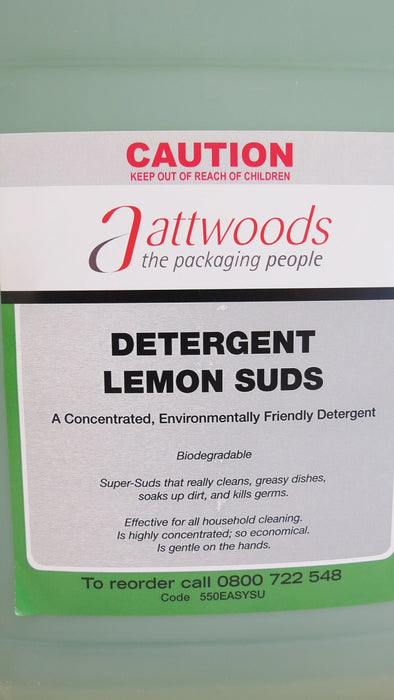 CAUTION
KEEP OUT OF REACH OF CHILDREN
attwoods
the packaging people
DETERGENT
LEMON SUDS
A Concentrated, Environmentally Friendly Detergent
Biodegradable
Super-Suds that really cleans, greasy dishes,
soaks up dirt, and kills germs.
Effective for all household cleaning.
Is highly concentrated; so economical.
Is gentle on the hands.
To reorder call 0800 722 548
Code 550EASYSU